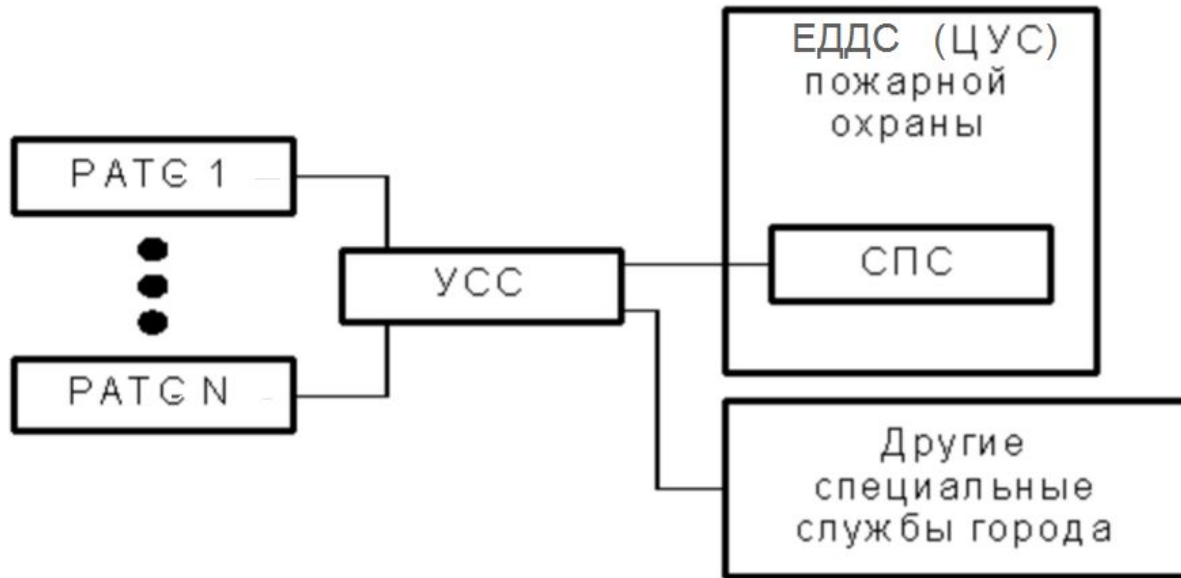 ЕДДС (ЦУС)
пожарной
охраны
РАТС 1
УСС
СПС
РАТС N
Другие
специальные
службы города